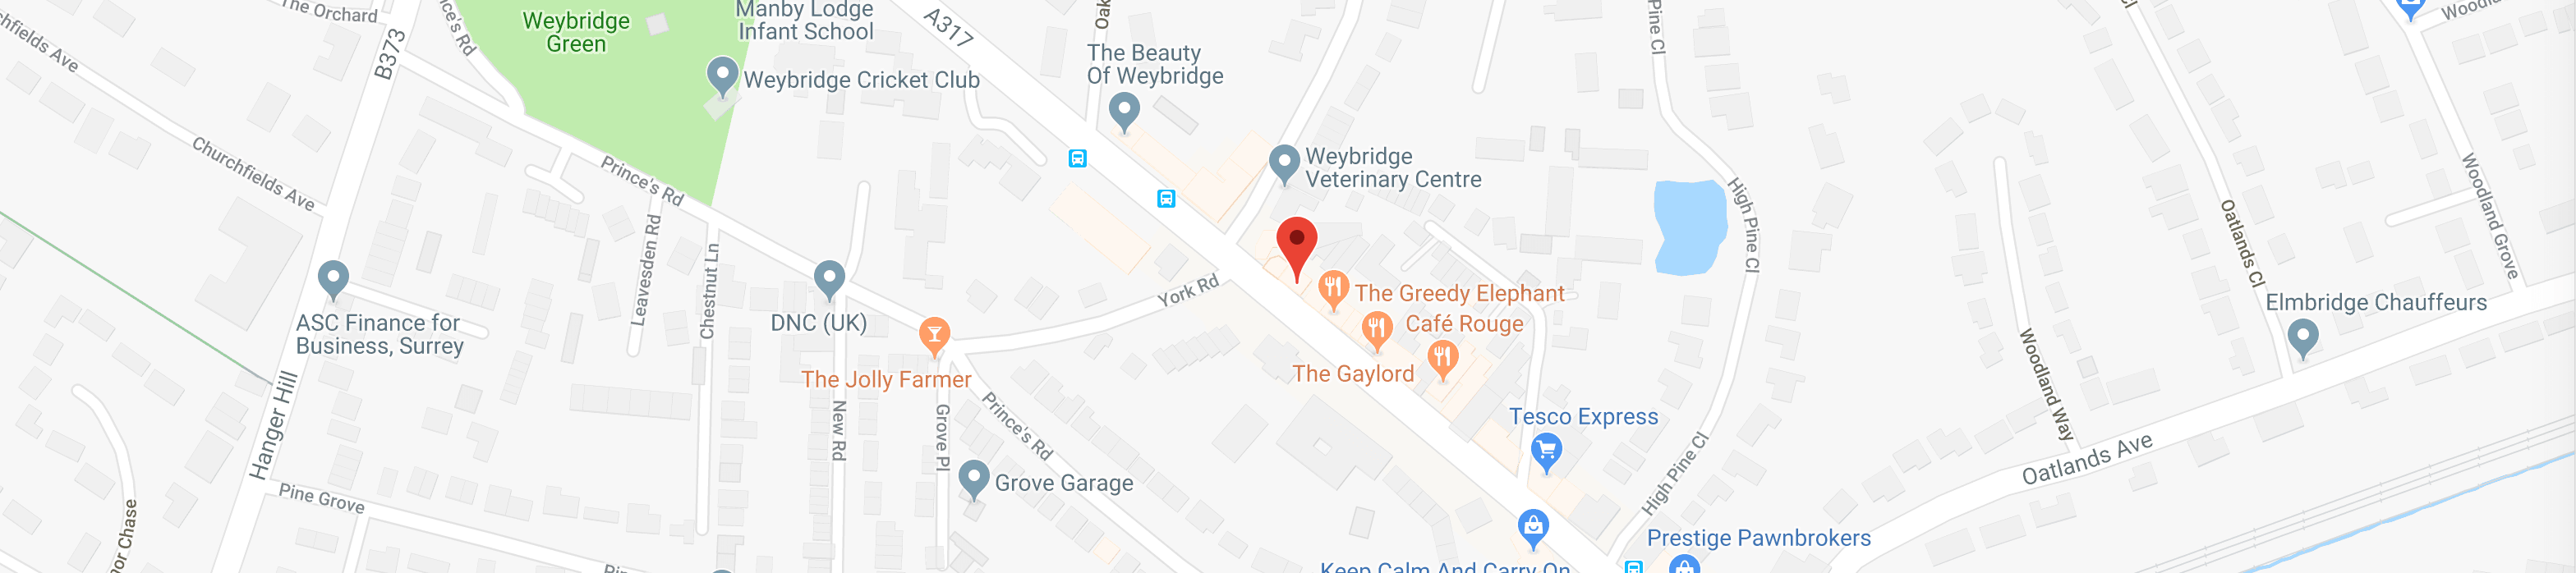 The Orchard
Churchfields Ave
Hanger Hill
B373
Weybridge
Green
Manby Lodge
Infant School
Weybridge Cricket Club
A317
The Beauty
Of Weybridge
Weybridge
Veterinary Centre
Pine Cl
High Pine Cl
Oatlands Cl
Woodland Grove
Churchfields Ave
Prince's Rd
Leavesden Rd
Chestnut Ln
ASC Finance for
Business, Surrey
DNC (UK)
The Jolly Farmer
York Rd
The Greedy Elephant
Café Rouge
The Gaylord
Tesco Express
Elmbridge Chauffeurs
Woodland Way
Oatlands Ave
New Rd
Grove Pl
Prince's Rd
Grove Garage
High Pine Cl
Pine Grove
Prestige Pawnbrokers
Keep Calm And Carry On